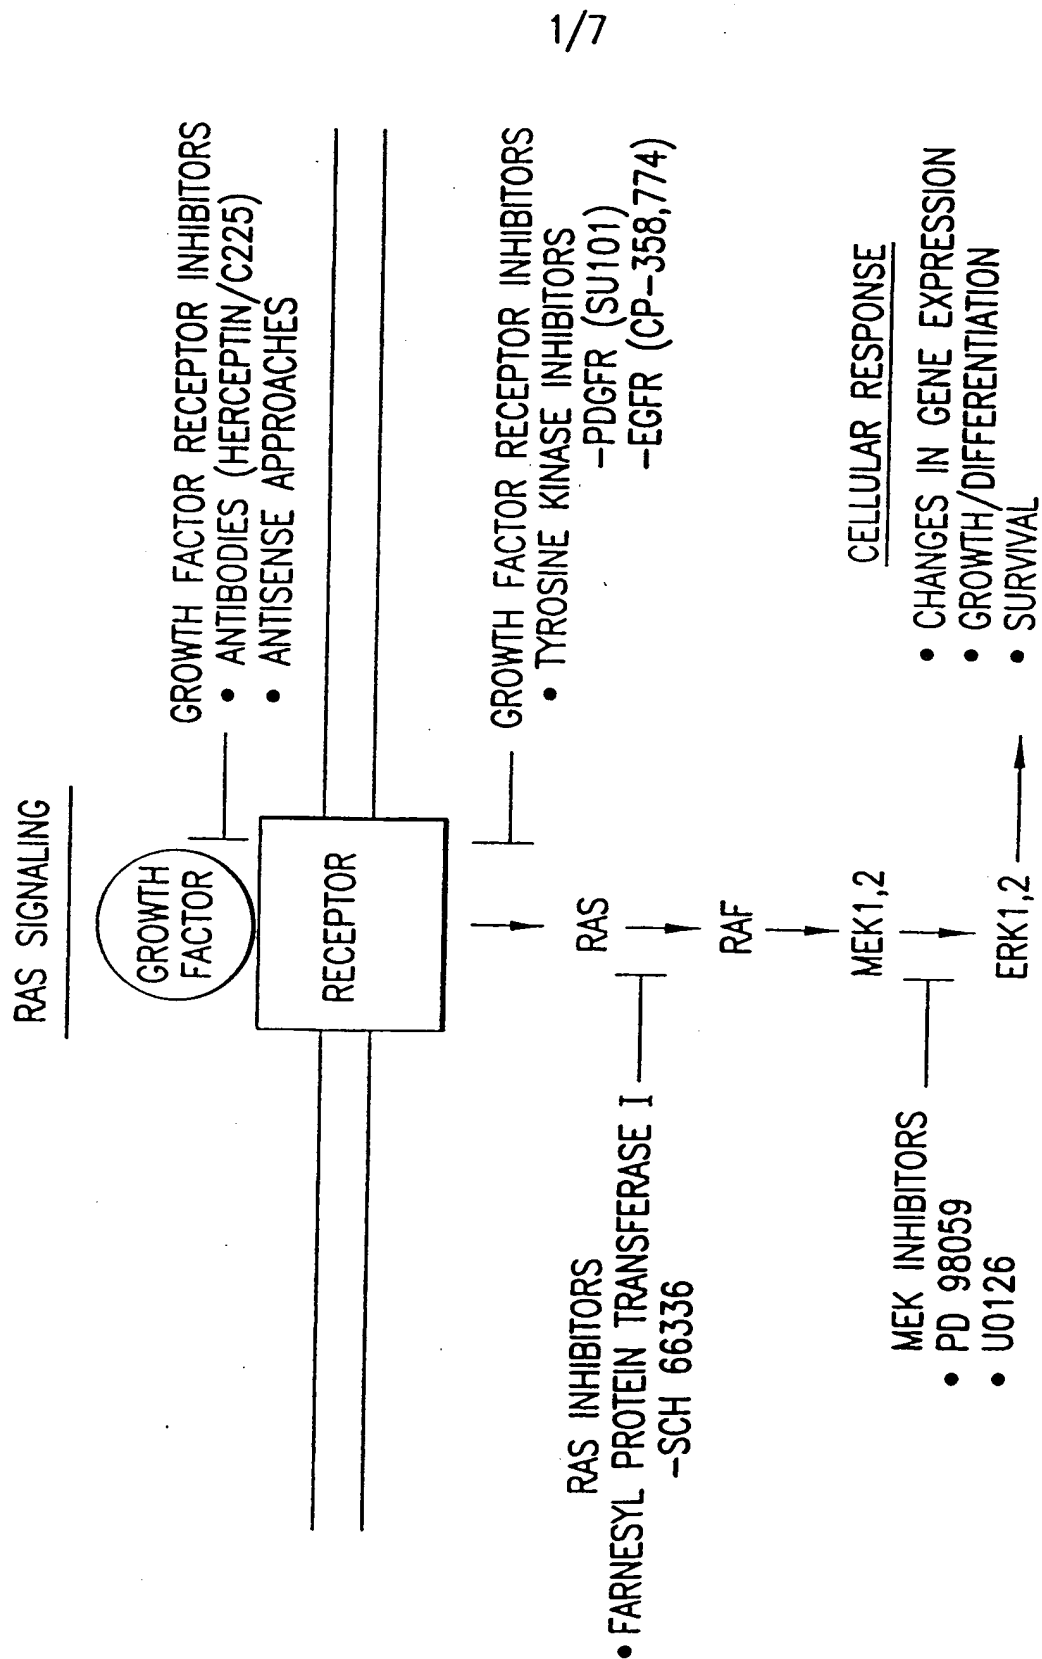 1/7
RAS SIGNALING
GROWTH
FACTOR
RECEPTOR
GROWTH FACTOR RECEPTOR INHIBITORS
• ANTIBODIES (HERCEPTIN/C225)
• ANTISENSE APPROACHES
GROWTH FACTOR RECEPTOR INHIBITORS
• TYROSINE KINASE INHIBITORS
-PDGFR (SU101)
-EGFR (CP-358,774)
RAS
RAS INHIBITORS
• FARNESYL PROTEIN TRANSFERASE I
-SCH 66336
RAF
MEK1,2
MEK INHIBITORS
• PD 98059
• U0126
ERK1,2
CELLULAR RESPONSE
• CHANGES IN GENE EXPRESSION
• GROWTH/DIFFERENTIATION
• SURVIVAL